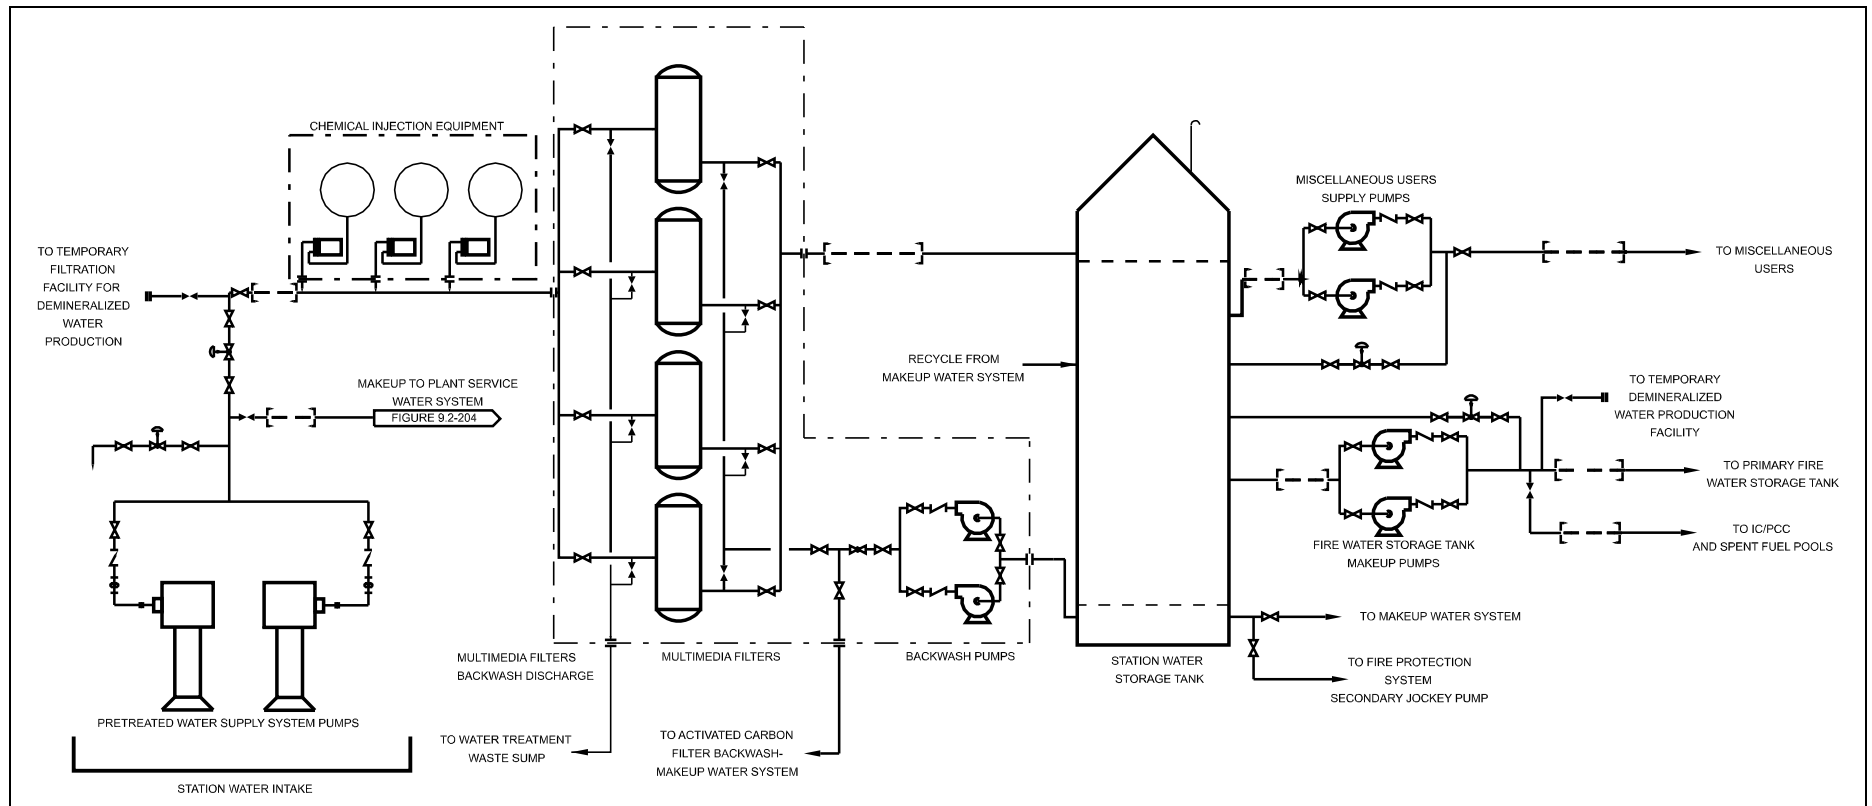 CHEMICAL INJECTION EQUIPMENT
TO TEMPORARY
FILTRATION
FACILITY FOR
DEMINERALIZED
WATER
PRODUCTION
MAKEUP TO PLANT SERVICE
WATER SYSTEM
FIGURE 9.2-204
PRETREATED WATER SUPPLY SYSTEM PUMPS
STATION WATER INTAKE
MULTIMEDIA FILTERS
BACKWASH DISCHARGE
TO WATER TREATMENT
WASTE SUMP
MULTIMEDIA FILTERS
TO ACTIVATED CARBON
FILTER BACKWASH-
MAKEUP WATER SYSTEM
BACKWASH PUMPS
RECYCLE FROM
MAKEUP WATER SYSTEM
STATION WATER
STORAGE TANK
MISCELLANEOUS USERS
SUPPLY PUMPS
TO MISCELLANEOUS
USERS
TO TEMPORARY
DEMINERALIZED
WATER PRODUCTION
FACILITY
TO PRIMARY FIRE
WATER STORAGE TANK
TO IC/PCC
AND SPENT FUEL POOLS
FIRE WATER STORAGE TANK
MAKEUP PUMPS
TO MAKEUP WATER SYSTEM
TO FIRE PROTECTION
SYSTEM
SECONDARY JOCKEY PUMP